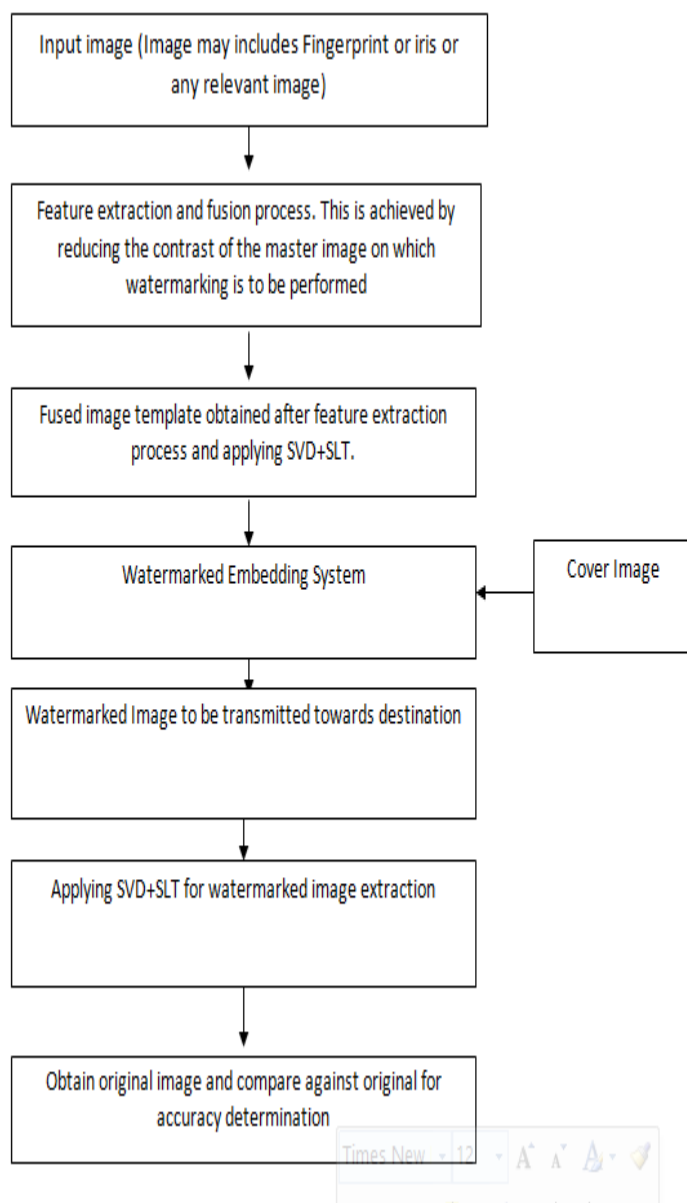 Input image (Image may includes Fingerprint or iris or
any relevant image)
Feature extraction and fusion process. This is achieved by
reducing the contrast of the master image on which
watermarking is to be performed
Fused image template obtained after feature extraction
process and applying SVD+SLT.
Watermarked Embedding System
Cover Image
Watermarked Image to be transmitted towards destination
Applying SVD+SLT for watermarked image extraction
Obtain original image and compare against original for
accuracy determination
Times New 12 A A A